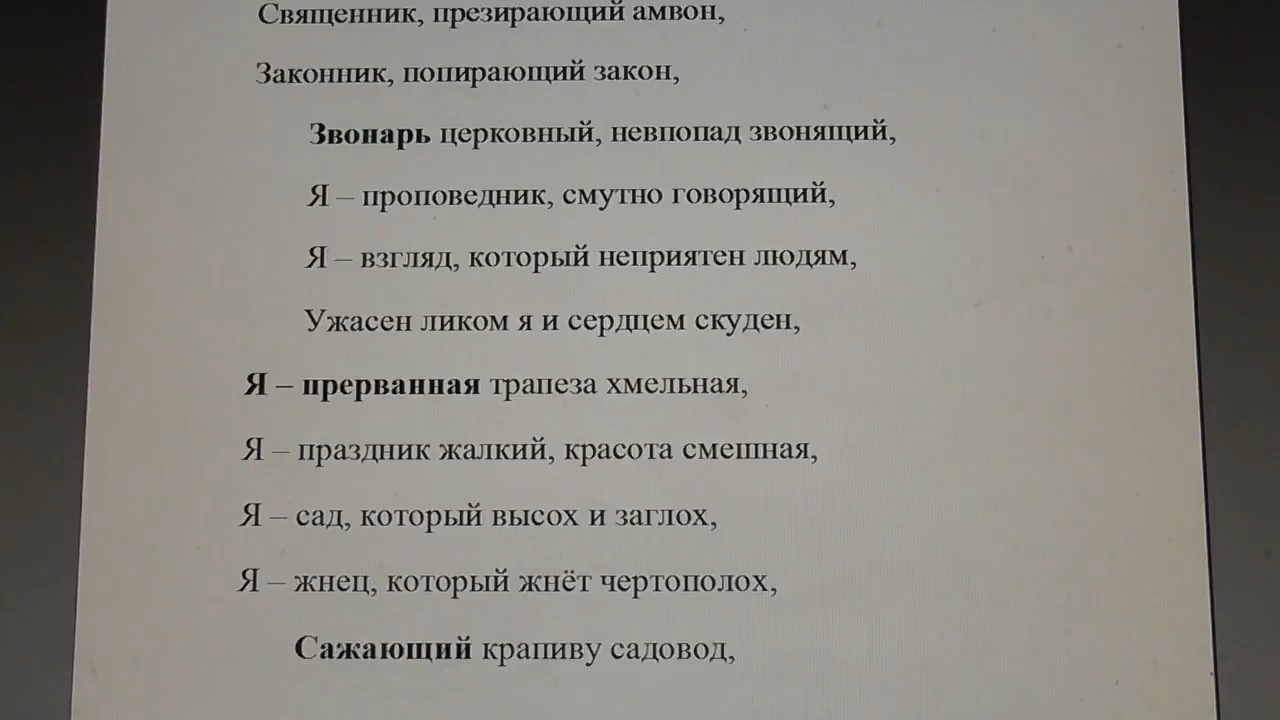 Священник, презирающий амвон,
Законник, попирающий закон,
Звонарь церковный, невпопад звонящий,
Я – проповедник, смутно говорящий,
Я – взгляд, который неприятен людям,
Ужасен ликом я и сердцем скуден,
Я – прерванная трапеза хмельная,
Я – праздник жалкий, красота смешная,
Я – сад, который высох и заглох,
Я – жнец, который жнёт чертополох,
Сажающий крапиву садовод,